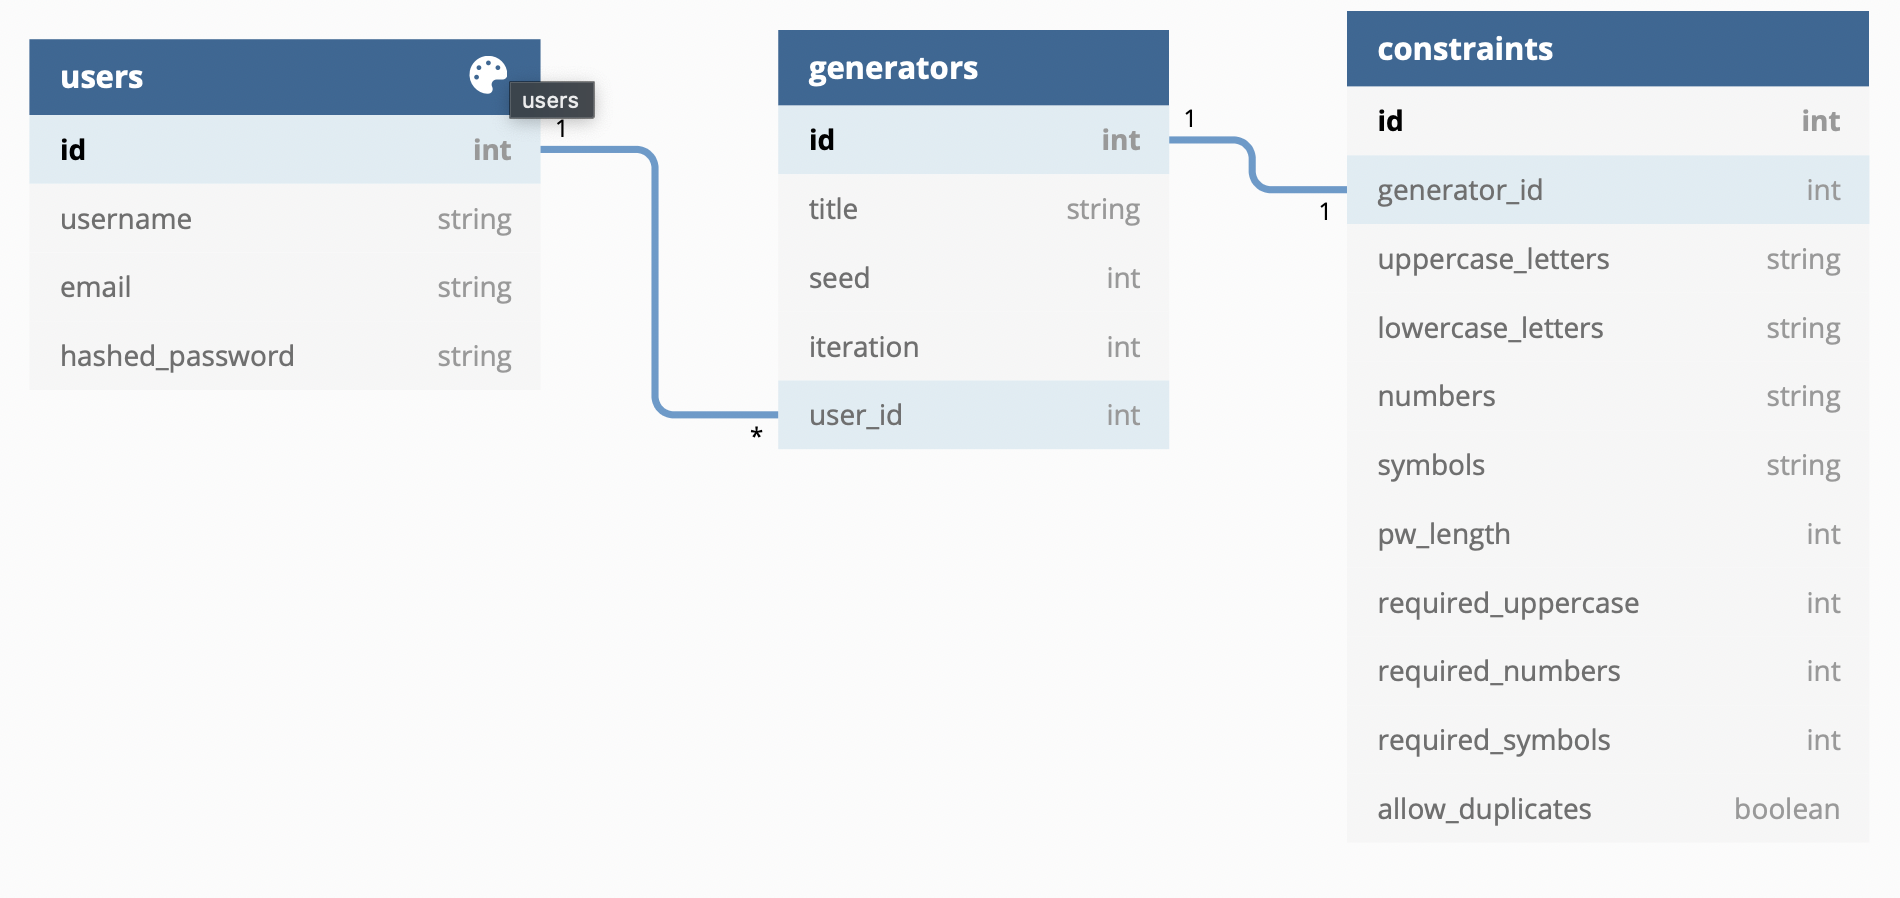 users
users
id int
username string
email string
hashed_password string
1
*
generators
id int
title string
seed int
iteration int
user_id int
1
1
constraints
id int
generator_id int
uppercase_letters string
lowercase_letters string
numbers string
symbols string
pw_length int
required_uppercase int
required_numbers int
required_symbols int
allow_duplicates boolean